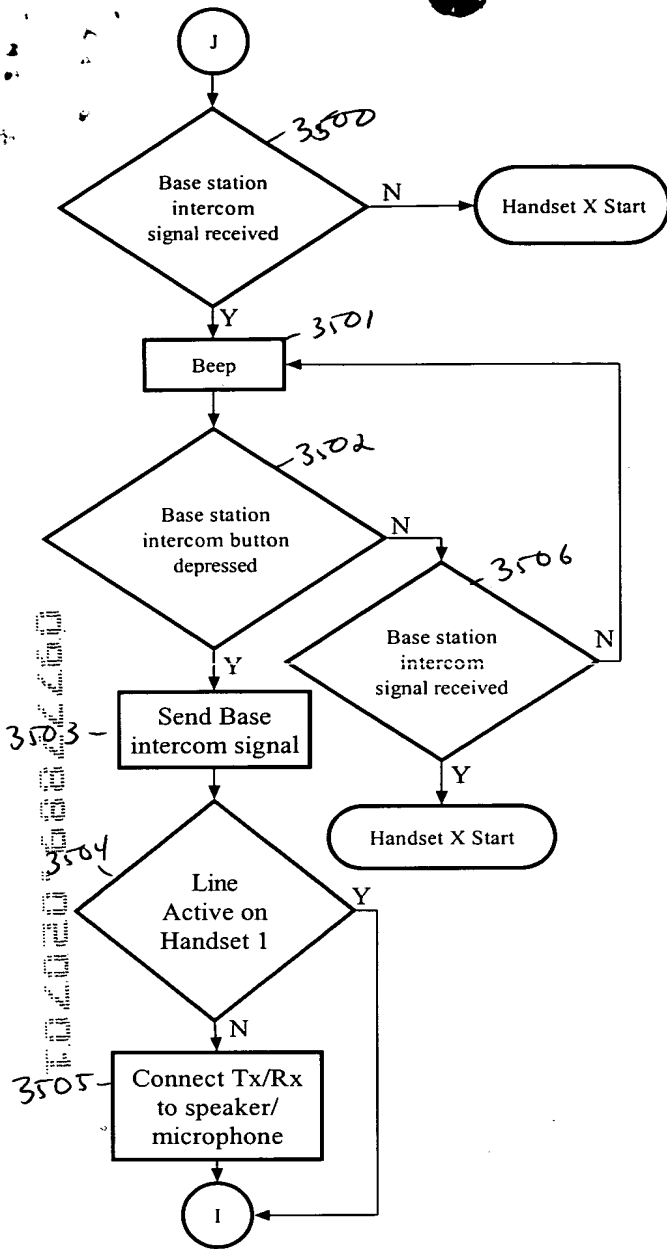 J
3500
Base station
intercom
signal received
N
Handset X Start
Y
3501
Beep
3502
Base station
intercom button
depressed
N
3506
Base station
intercom
signal received
N
Y
3503
Send Base
intercom signal
Y
Handset X Start
3504
Line
Active on
Handset 1
Y
N
3505
Connect Tx/Rx
to speaker/
microphone
I